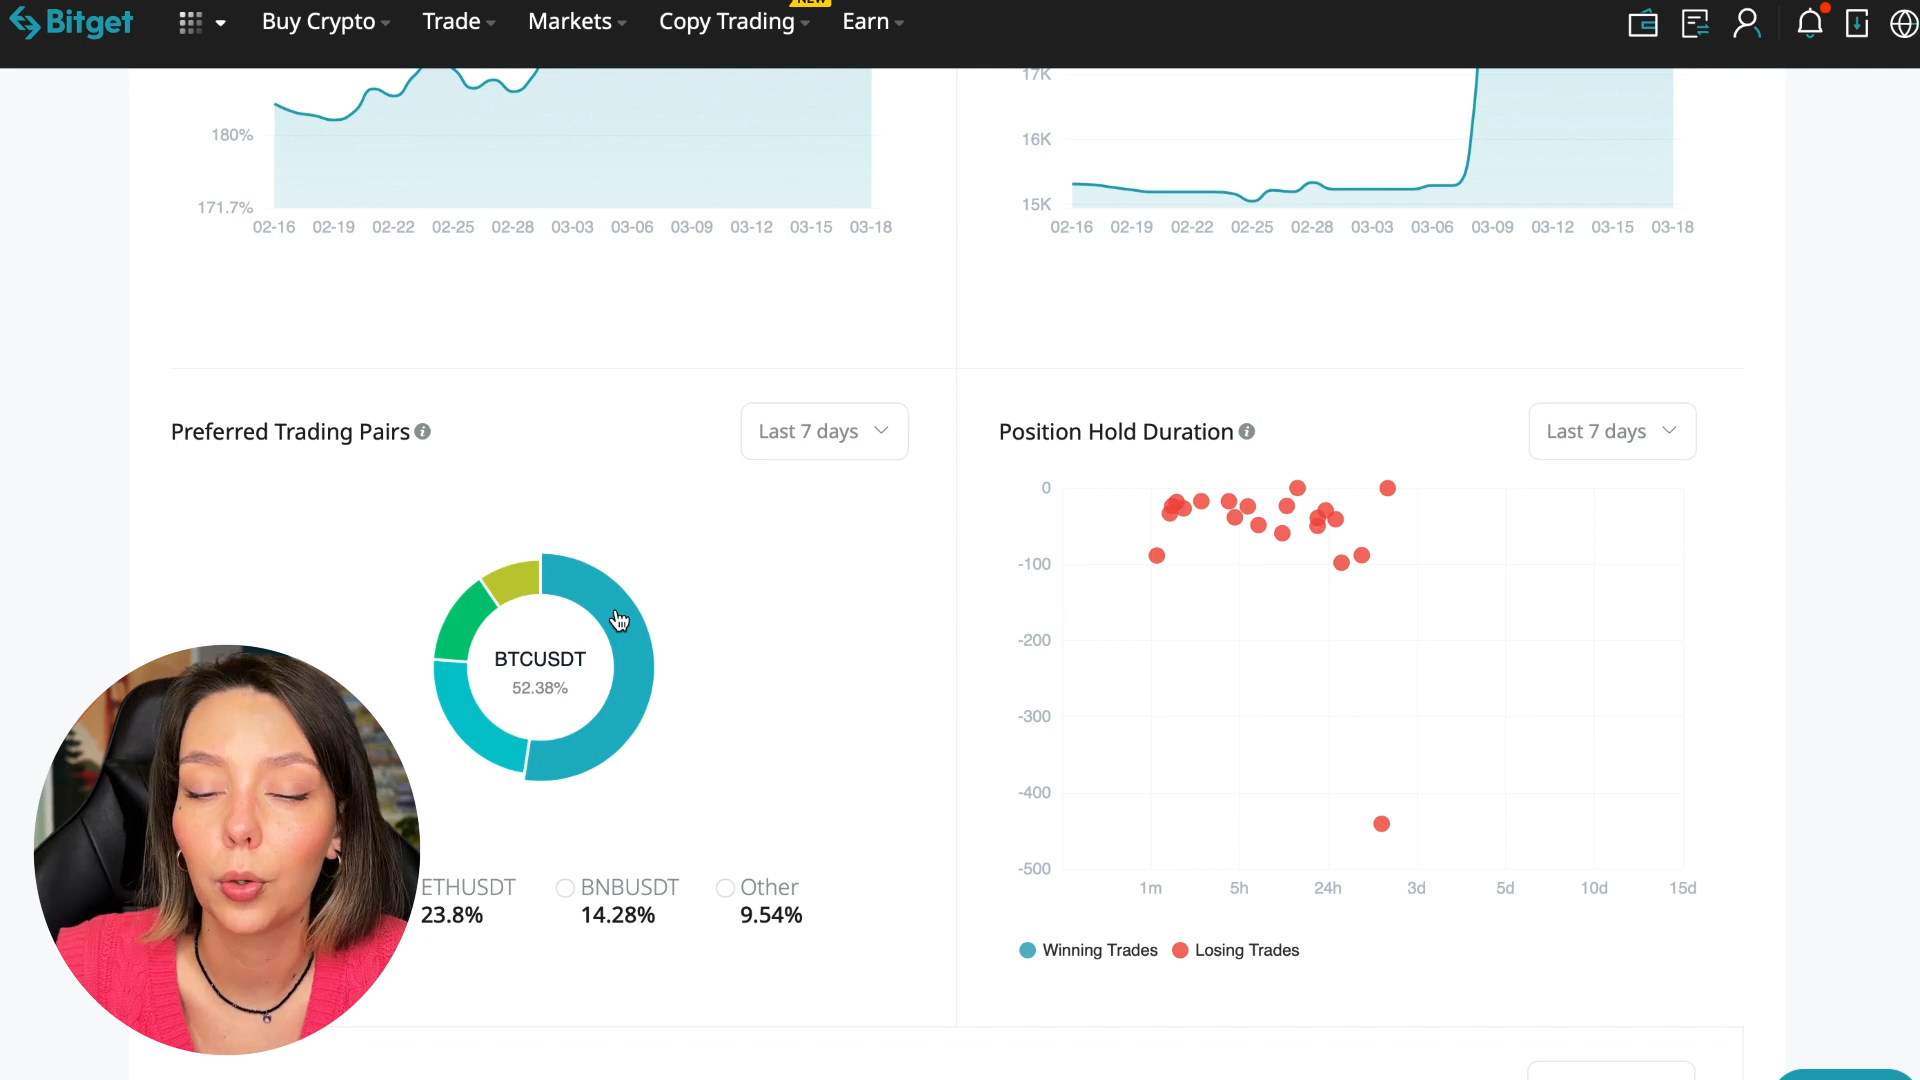 Bitget
Buy Crypto
Trade
Markets
Copy Trading
NEW
Earn
180%
171.7%
02-16 02-19 02-22 02-25 02-28 03-03 03-06 03-09 03-12 03-15 03-18
17K
16K
15K
02-16 02-19 02-22 02-25 02-28 03-03 03-06 03-09 03-12 03-15 03-18
Preferred Trading Pairs
Last 7 days
BTCUSDT
52.38%
ETHUSDT
23.8%
BNBUSDT
14.28%
Other
9.54%
Position Hold Duration
Last 7 days
0
-100
-200
-300
-400
-500
1m 5h 24h 3d 5d 10d 15d
Winning Trades Losing Trades